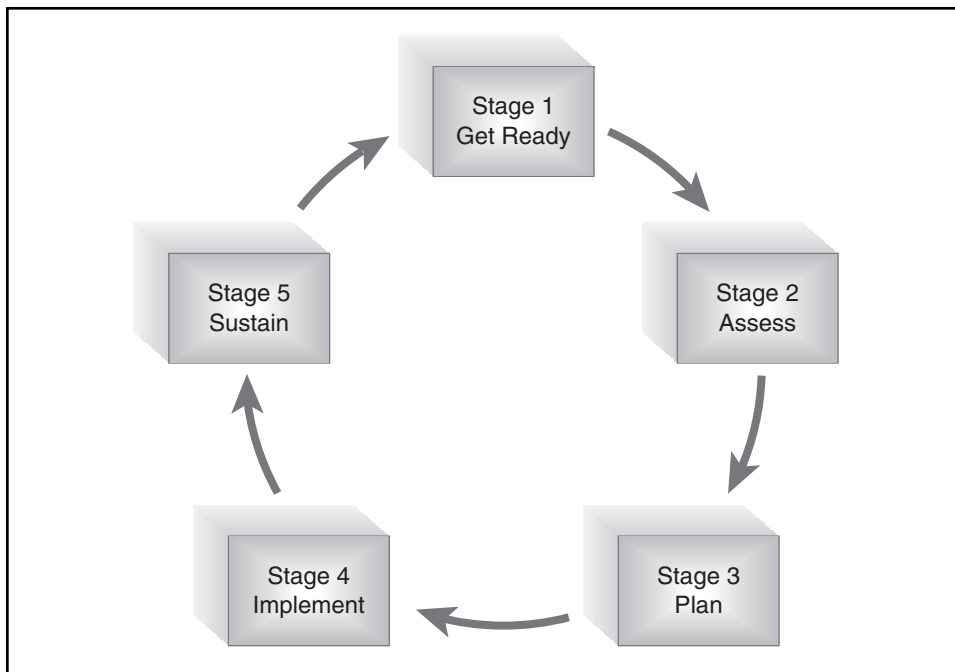 Stage 1
Get Ready
Stage 2
Assess
Stage 3
Plan
Stage 4
Implement
Stage 5
Sustain